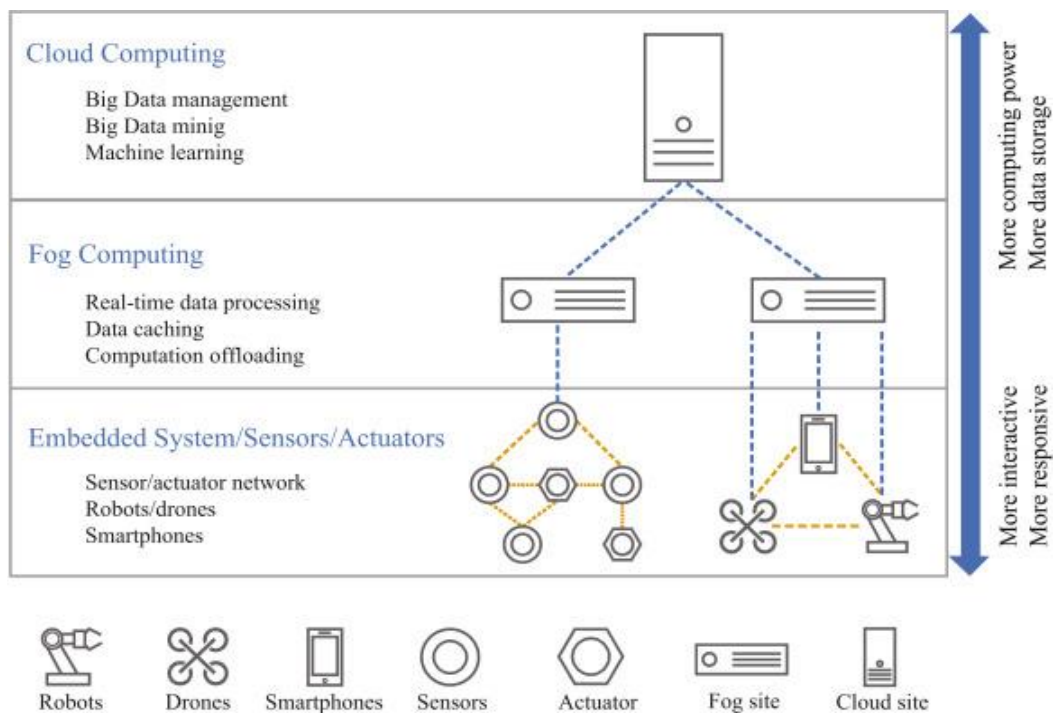 Cloud Computing
Big Data management
Big Data minig
Machine learning
Fog Computing
Real-time data processing
Data caching
Computation offloading
Embedded System/Sensors/Actuators
Sensor/actuator network
Robots/drones
Smartphones
More computing power
More data storage
More interactive
More responsive
Robots
Drones
Smartphones
Sensors
Actuator
Fog site
Cloud site